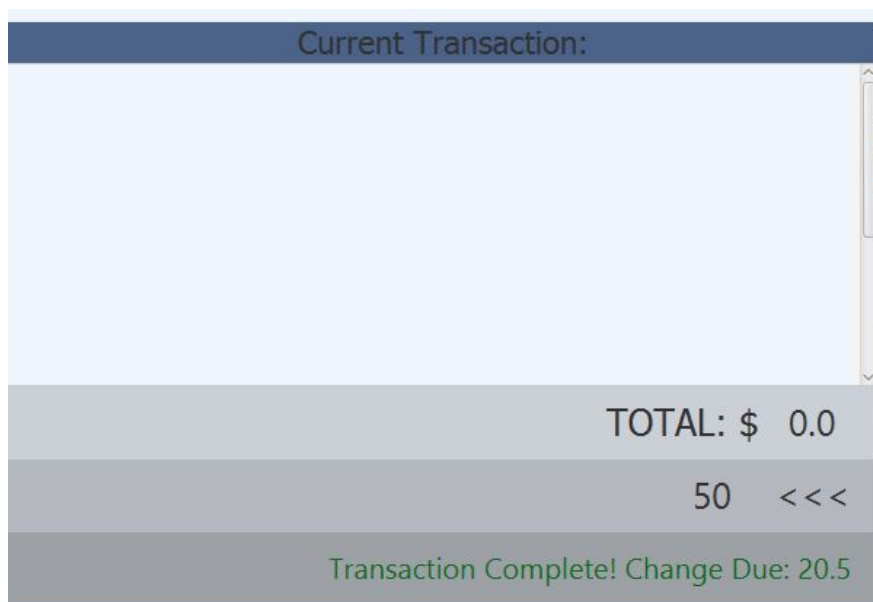 Current Transaction:
TOTAL: $ 0.0
50 <<<
Transaction Complete! Change Due: 20.5